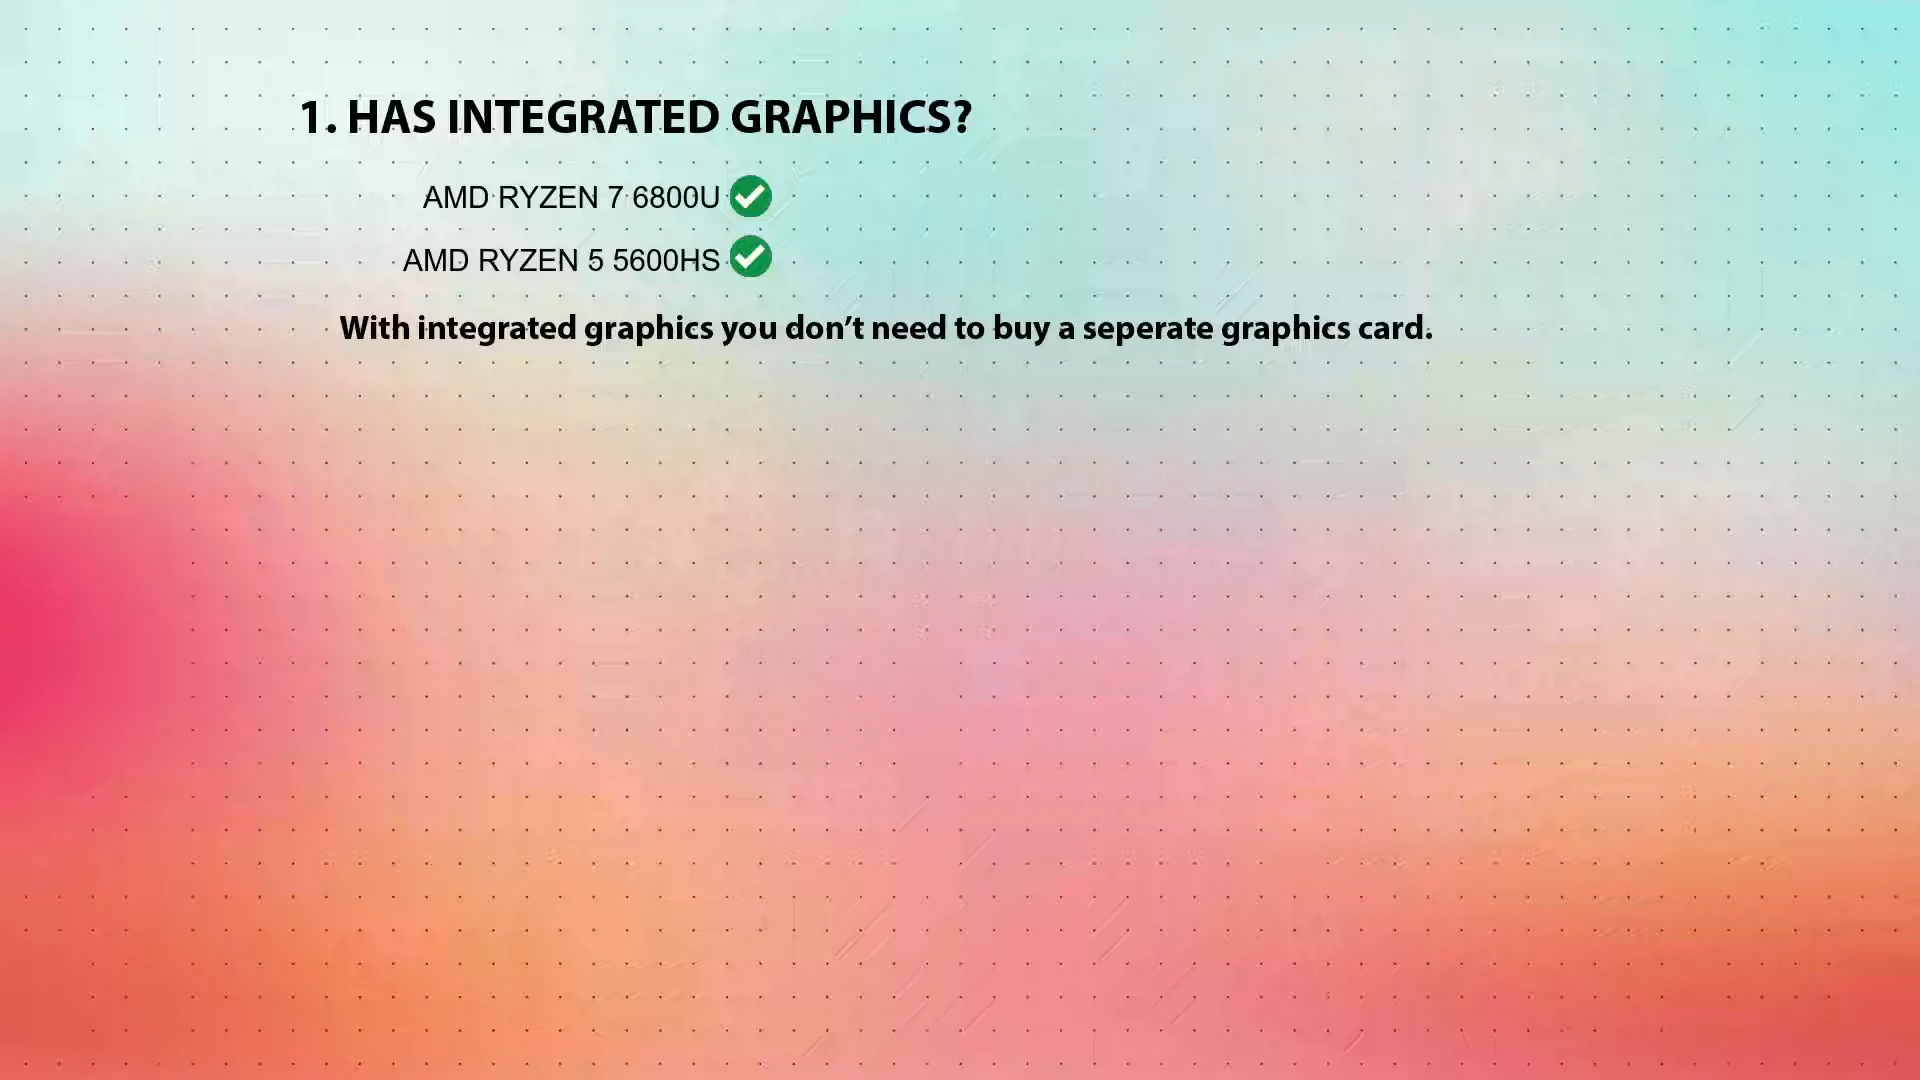 1. HAS INTEGRATED GRAPHICS?
AMD RYZEN 7 6800U
AMD RYZEN 5 5600HS
With integrated graphics you don’t need to buy a seperate graphics card.